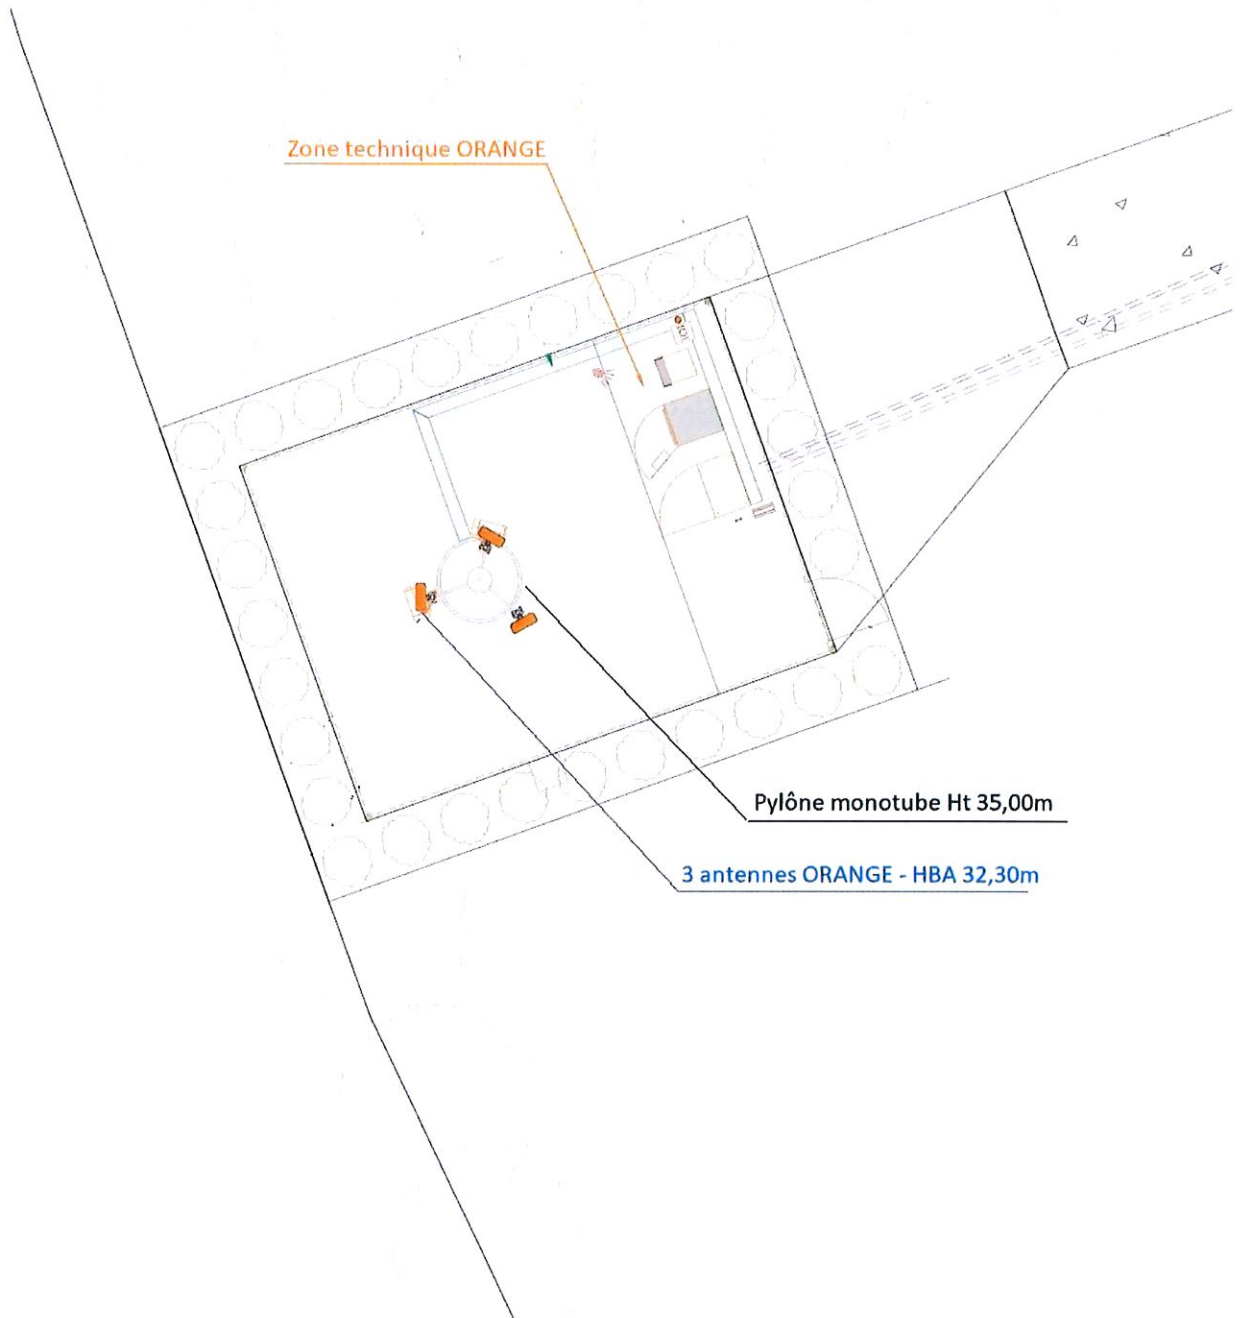 Zone technique ORANGE
Pylône monotube Ht 35,00m
3 antennes ORANGE - HBA 32,30m